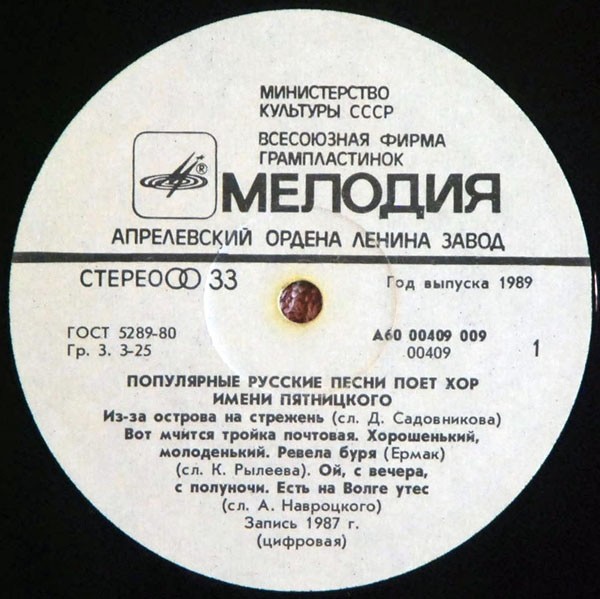 МИНИСТЕРСТВО
КУЛЬТУРЫ СССР
ВСЕСОЮЗНАЯ ФИРМА
ГРАМПЛАСТИНОК
®
МЕЛОДИЯ
АПРЕЛЕВСКИЙ ОРДЕНА ЛЕНИНА ЗАВОД
СТЕРЕО 33
Год выпуска 1989
ГОСТ 5289-80
Гр. 3. 3-25
А60 00409 009
00409
1
ПОПУЛЯРНЫЕ РУССКИЕ ПЕСНИ ПОЕТ ХОР
ИМЕНИ ПЯТНИЦКОГО
Из-за острова на стрежень (сл. Д. Садовникова)
Вот мчится тройка почтовая. Хорошенький,
молоденький. Ревела буря (Ермак)
(сл. К. Рылеева). Ой, с вечера,
с полуночи. Есть на Волге утес
(сл. А. Навроцкого)
Запись 1987 г.
(цифровая)